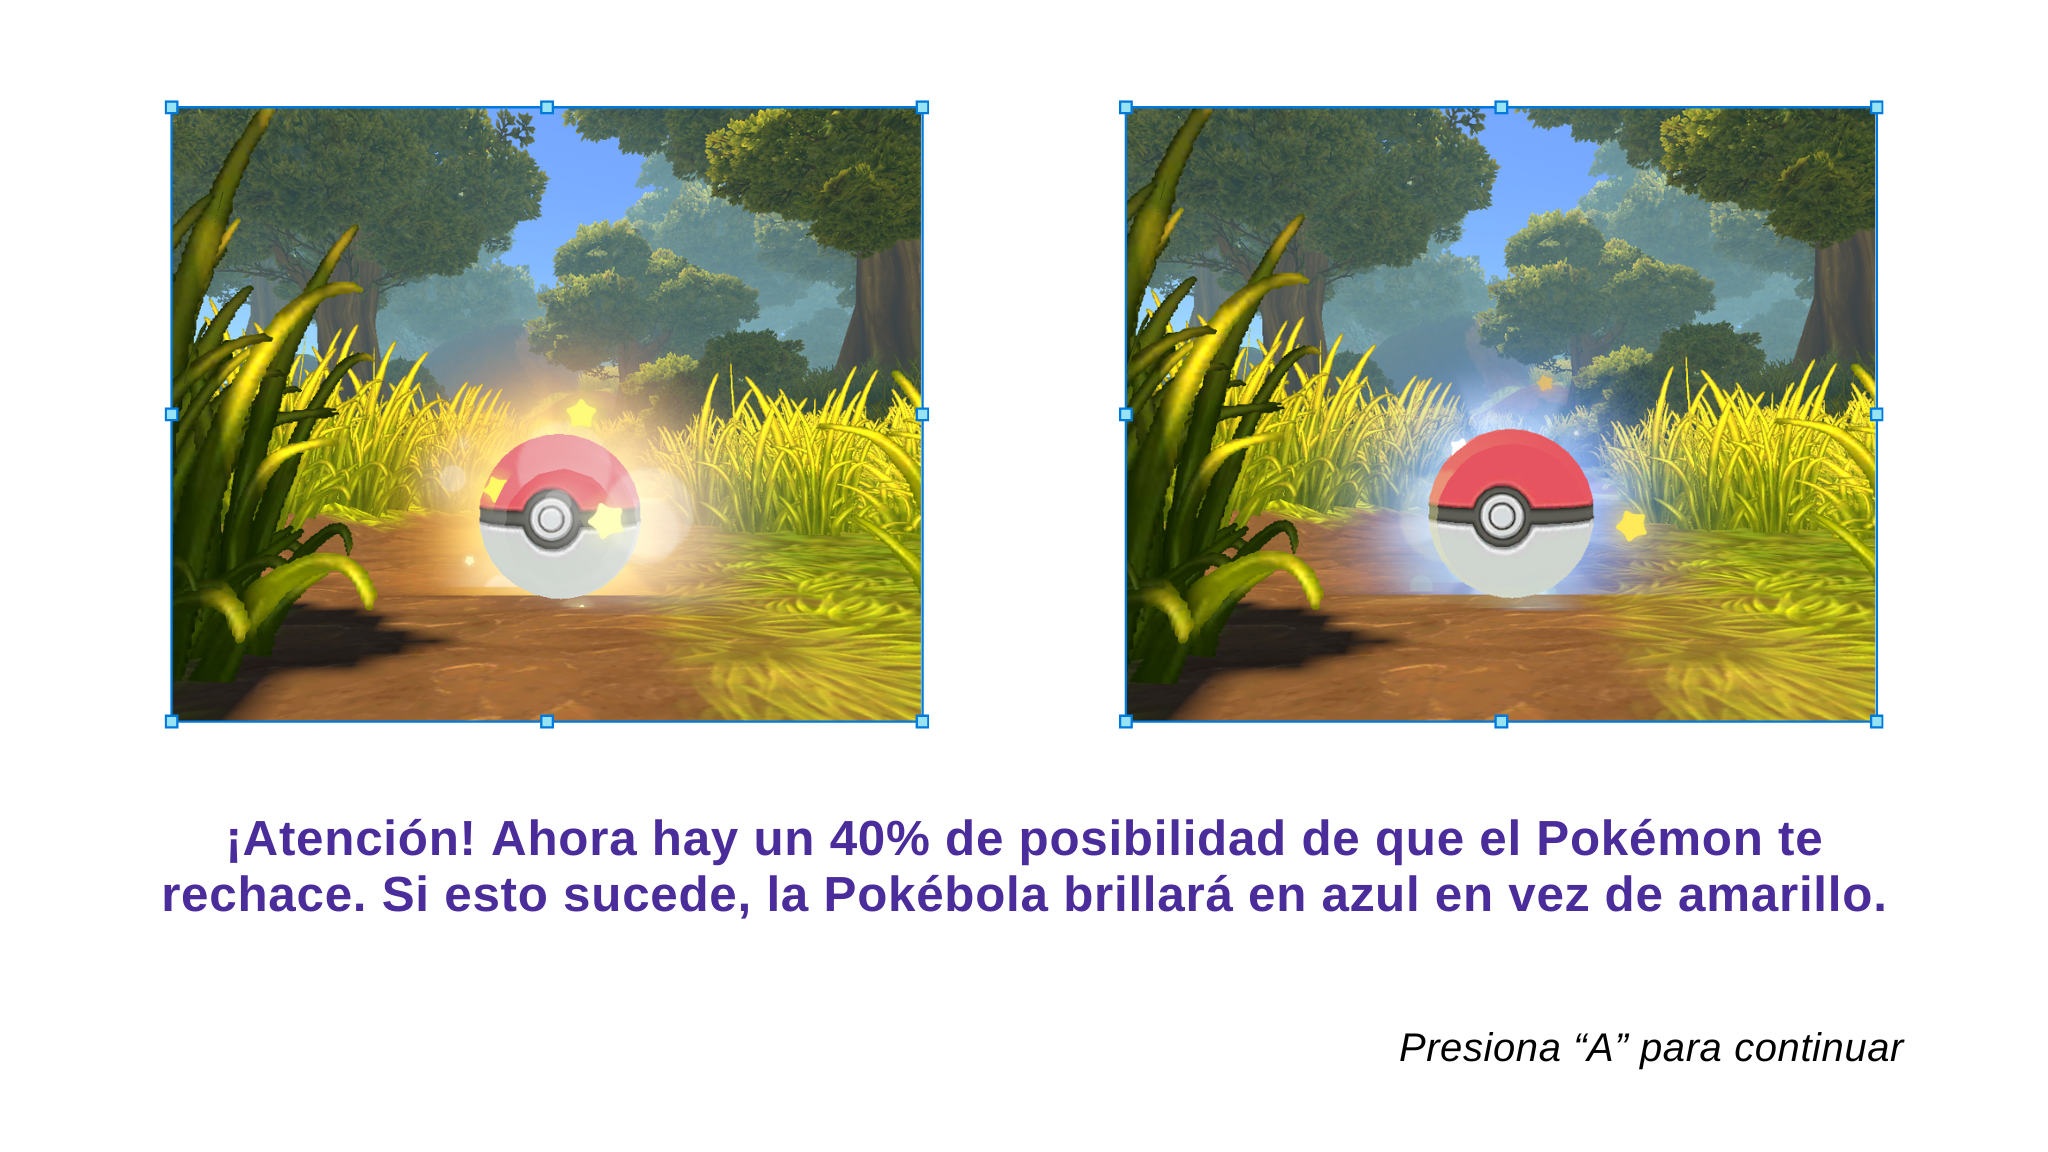 ¡Atención! Ahora hay un 40% de posibilidad de que el Pokémon te
rechace. Si esto sucede, la Pokébola brillará en azul en vez de amarillo.
Presiona “A” para continuar